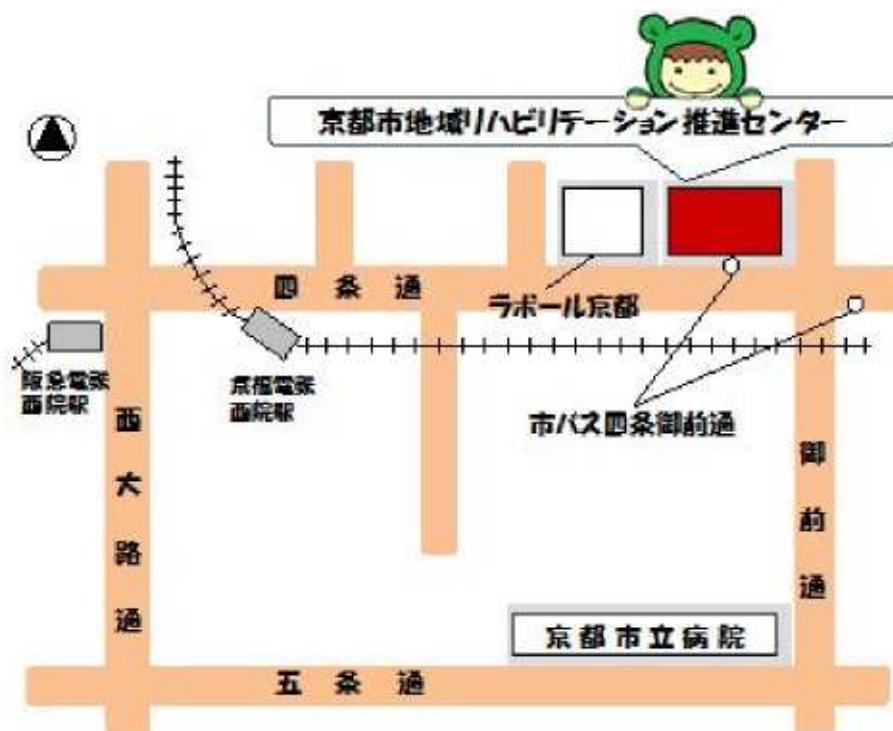 京都市地域リハビリテーション推進センター
四条通
ラボール京都
阪急電鉄
西院駅
京福電鉄
西院駅
市バス四条御前通
西大路通
御前通
京都市立病院
五条通